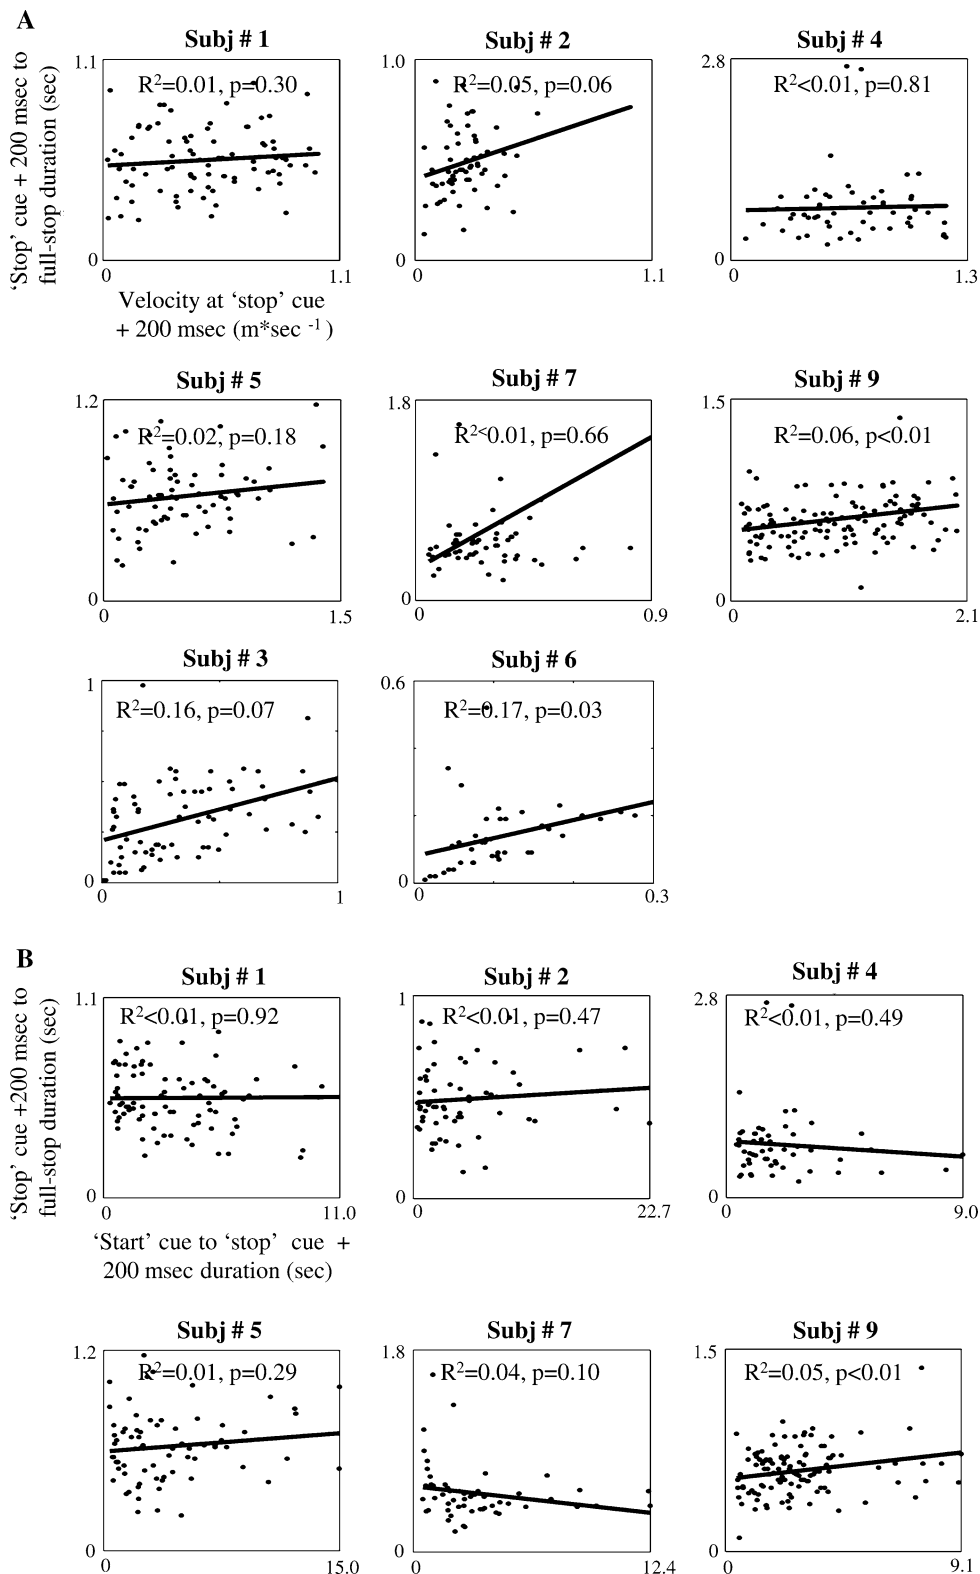 A
Subj # 1
Subj # 2
Subj # 4
‘Stop’ cue + 200 msec to
full-stop duration (sec)
1.1
R²=0.01, p=0.30
0
0
1.1
1.0
R²=0.05, p=0.06
0
0
1.1
2.8
R²<0.01, p=0.81
0
0
1.3
Velocity at ‘stop’ cue
+ 200 msec (m*sec ⁻¹ )
Subj # 5
Subj # 7
Subj # 9
1.2
R²=0.02, p=0.18
0
0
1.5
1.8
R²<0.01, p=0.66
0
0
0.9
1.5
R²=0.06, p<0.01
0
0
2.1
Subj # 3
Subj # 6
1
R²=0.16, p=0.07
0
0
1
0.6
R²=0.17, p=0.03
0
0
0.3
B
Subj # 1
Subj # 2
Subj # 4
‘Stop’ cue +200 msec to
full-stop duration (sec)
1.1
R²<0.01, p=0.92
0
0
11.0
1
R²<0.01, p=0.47
0
0
22.7
2.8
R²<0.01, p=0.49
0
0
9.0
‘Start’ cue to ‘stop’ cue +
200 msec duration (sec)
Subj # 5
Subj # 7
Subj # 9
1.2
R²=0.01, p=0.29
0
0
15.0
1.8
R²=0.04, p=0.10
0
0
12.4
1.5
R²=0.05, p<0.01
0
0
9.1